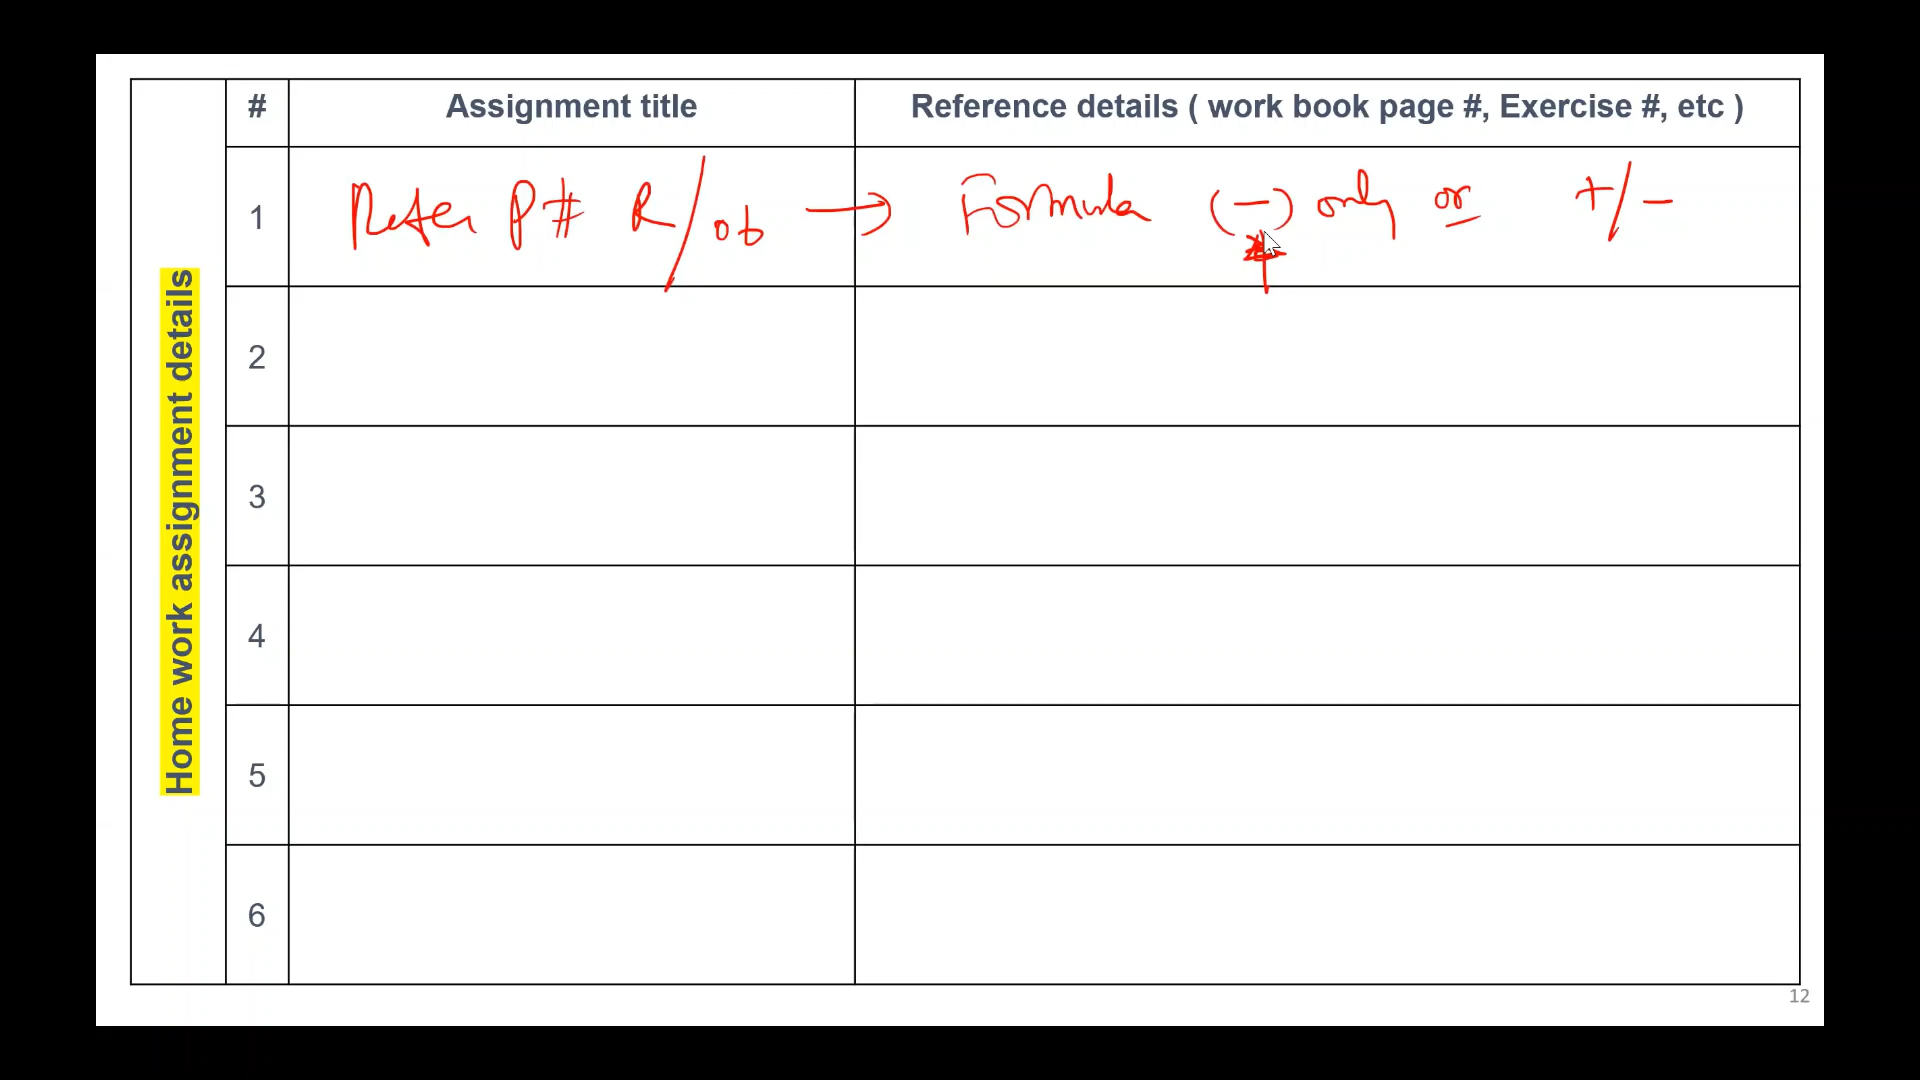 # Assignment title Reference details ( work book page #, Exercise #, etc )
Home work assignment details
1 Refer P# R/06 → Formula (-) only or +/-
2
3
4
5
6
12